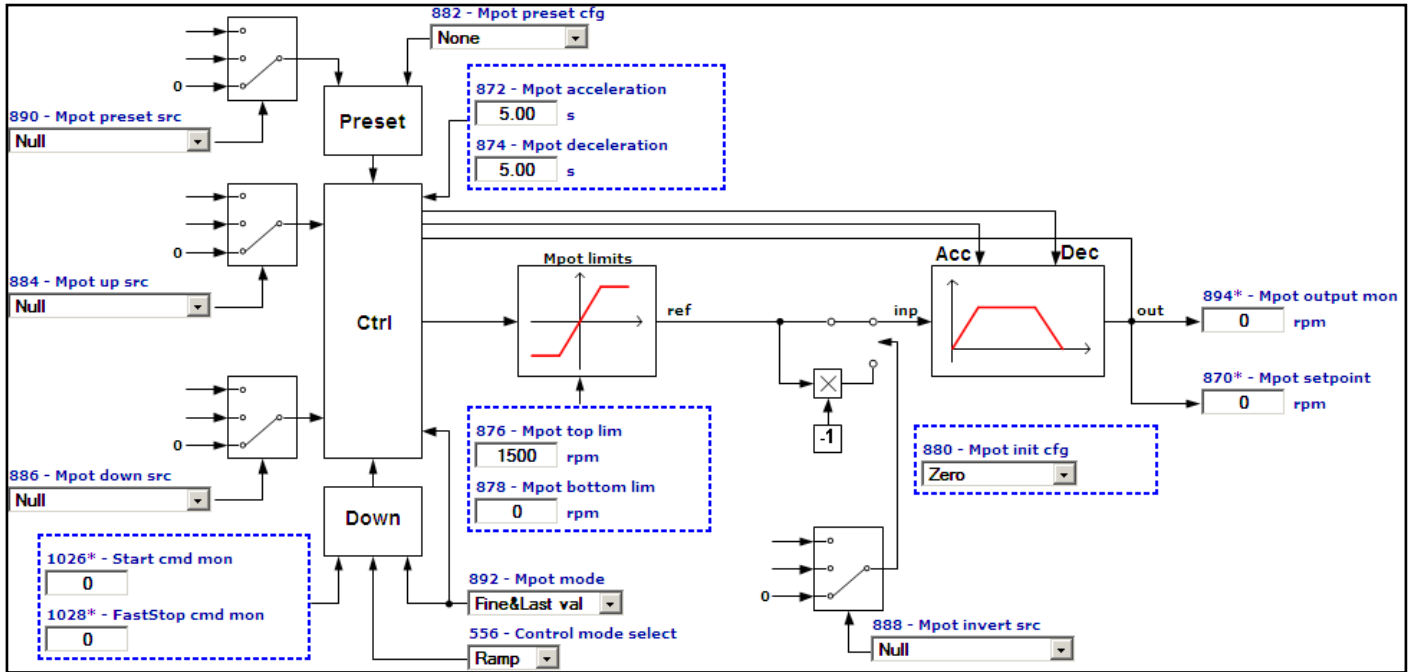 882 - Mpot preset cfg
None
872 - Mpot acceleration
5.00 s
874 - Mpot deceleration
5.00 s
0
890 - Mpot preset src
Null
Preset
0
884 - Mpot up src
Null
Ctrl
Mpot limits
ref
inp
Acc
Dec
out
894* - Mpot output mon
0 rpm
870* - Mpot setpoint
0 rpm
-1
0
886 - Mpot down src
Null
876 - Mpot top lim
1500 rpm
878 - Mpot bottom lim
0 rpm
880 - Mpot init cfg
Zero
Down
1026* - Start cmd mon
0
1028* - FastStop cmd mon
0
892 - Mpot mode
Fine&Last val
556 - Control mode select
Ramp
0
888 - Mpot invert src
Null